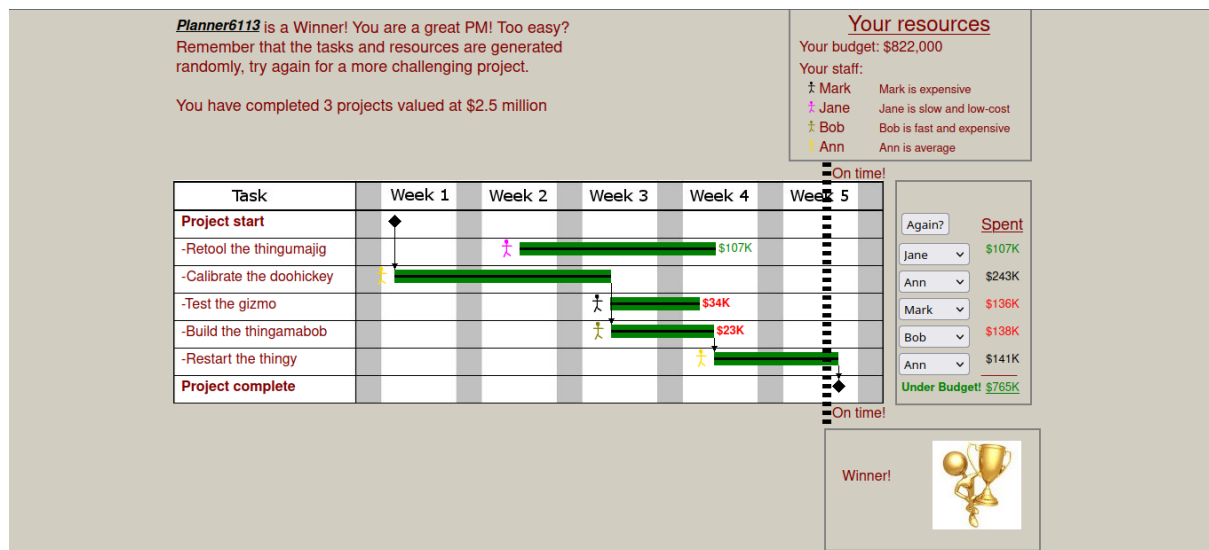 Planner6113 is a Winner! You are a great PM! Too easy?
Remember that the tasks and resources are generated
randomly, try again for a more challenging project.
You have completed 3 projects valued at $2.5 million
Your resources
Your budget: $822,000
Your staff:
Mark Mark is expensive
Jane Jane is slow and low-cost
Bob Bob is fast and expensive
Ann Ann is average
On time!
Task Week 1 Week 2 Week 3 Week 4 Week 5
Project start Again? Spent
-Retool the thingumajig $107K Jane $107K
-Calibrate the doohickey Ann $243K
-Test the gizmo $34K Mark $136K
-Build the thingamabob $23K Bob $138K
-Restart the thingy Ann $141K
Project complete Under Budget! $765K
On time!
Winner!